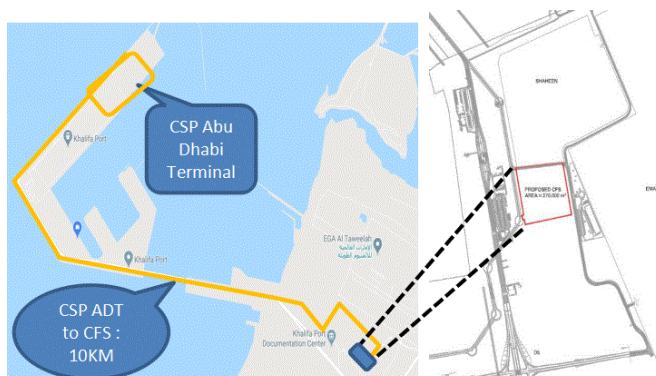 CSP Abu
Dhabi
Terminal
Khalifa Port
Khalifa Port
EGA Al Taweelah
الإمارات العالمية
للألمنيوم الطويلة
CSP ADT
to CFS :
10KM
Khalifa Port
Documentation Center
SHAHEEN
PROPOSED CFS
AREA = 270,000 m²